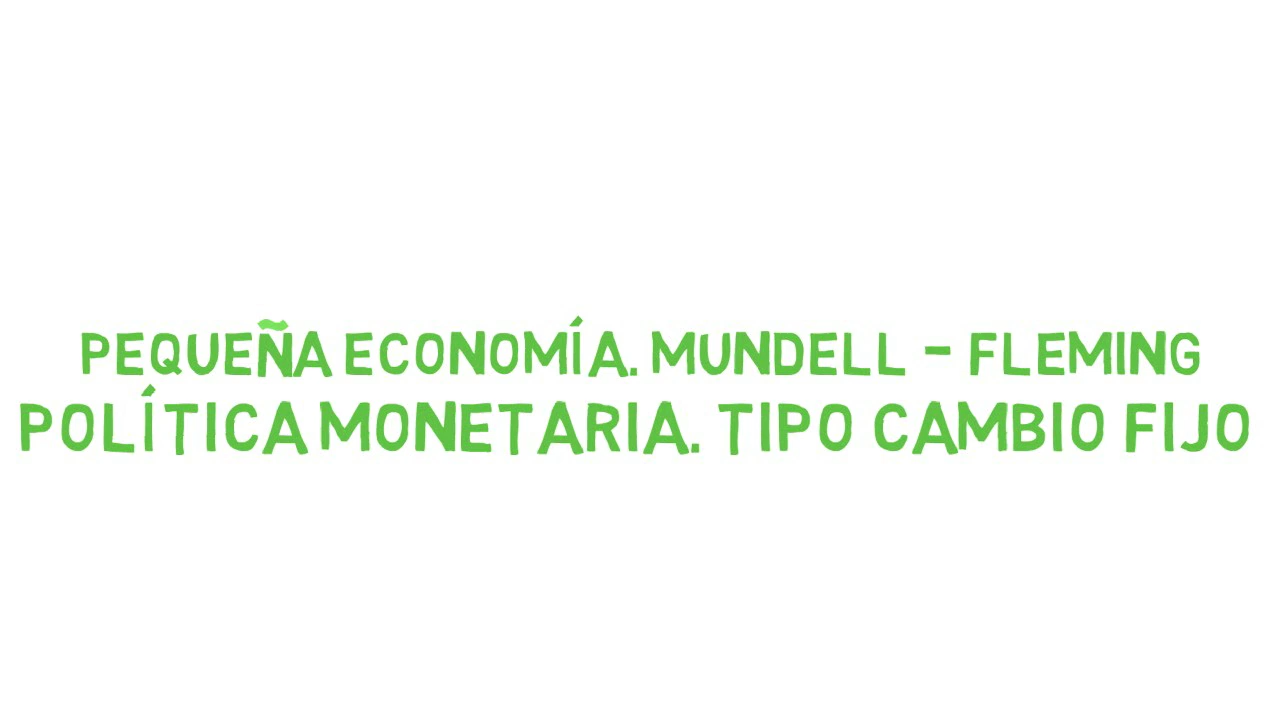 PEQUEÑA ECONOMÍA. MUNDELL - FLEMING
POLÍTICA MONETARIA. TIPO CAMBIO FIJO